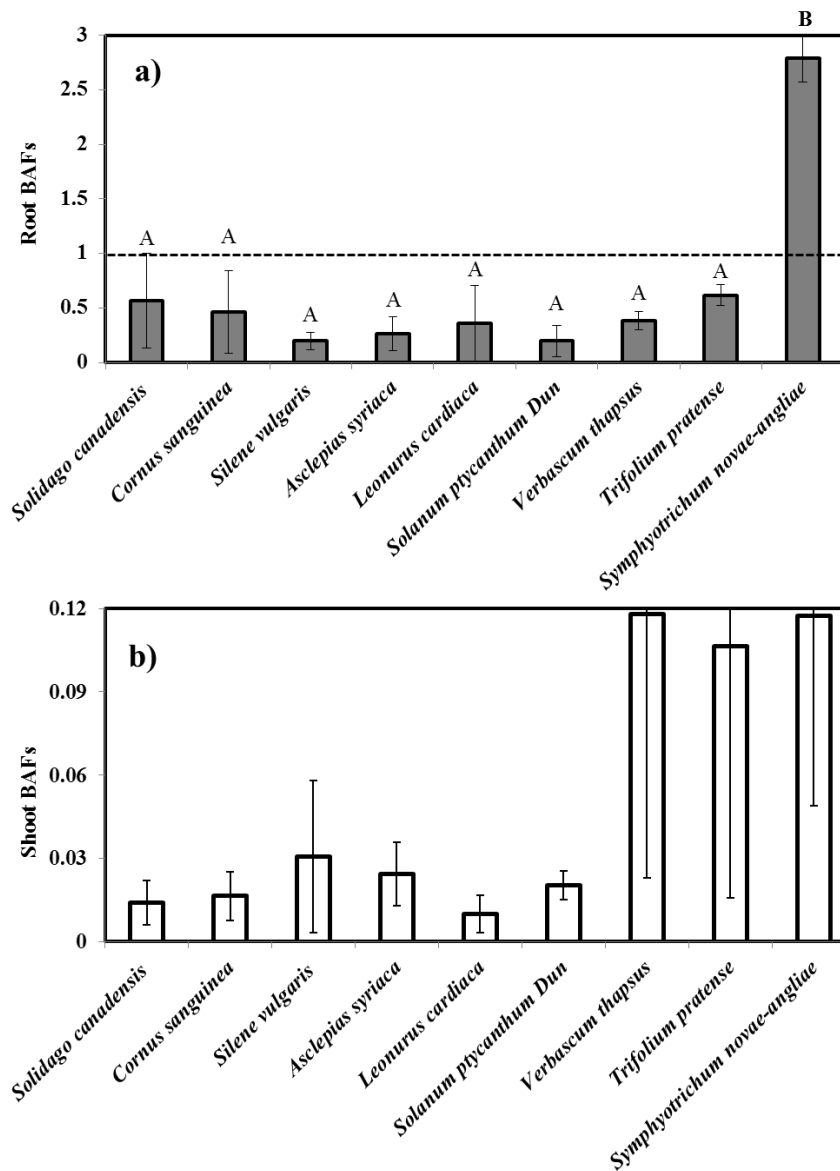 B
a)
3
2.5
2
1.5
1
0.5
0
Root BAFs
A A A A A A A A
Solidago canadensis
Cornus sanguinea
Silene vulgaris
Asclepias syriaca
Leonurus cardiaca
Solanum ptycanthum Dun
Verbascum thapsus
Trifolium pratense
Symphyotrichum novae-angliae
b)
0.12
0.09
0.06
0.03
0
Shoot BAFs
Solidago canadensis
Cornus sanguinea
Silene vulgaris
Asclepias syriaca
Leonurus cardiaca
Solanum ptycanthum Dun
Verbascum thapsus
Trifolium pratense
Symphyotrichum novae-angliae